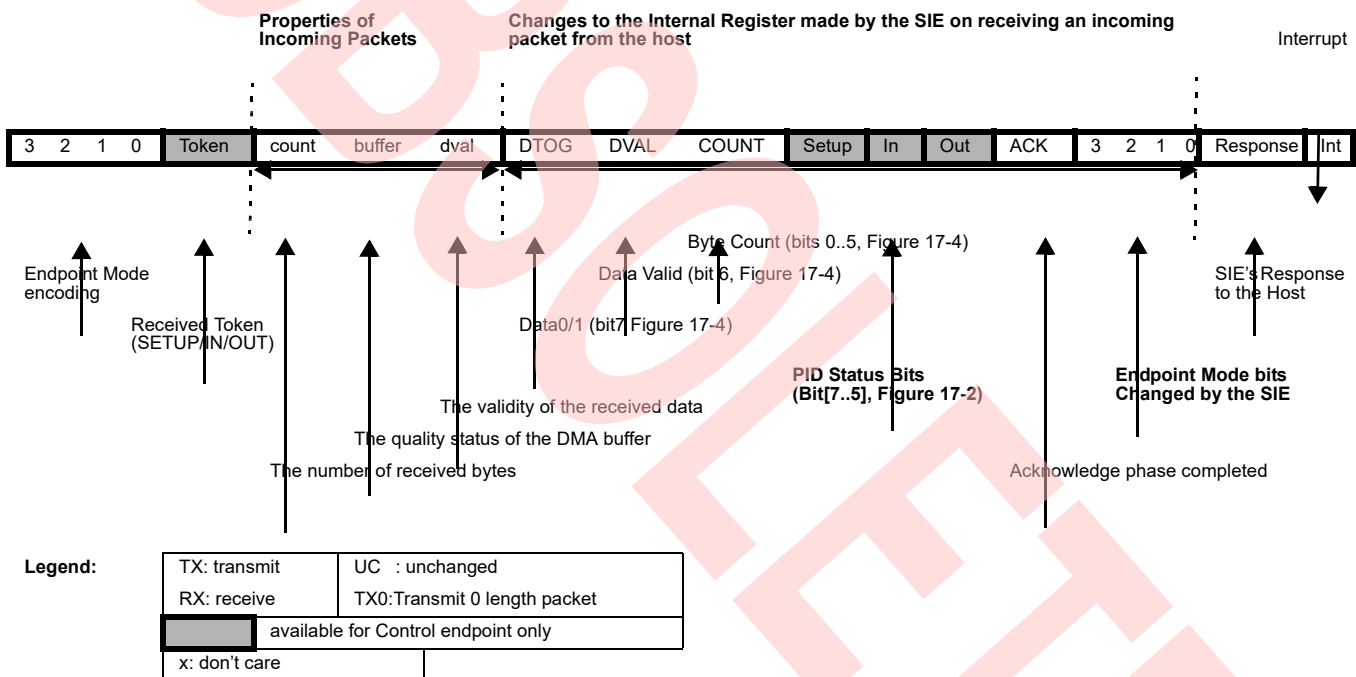 Properties of
Incoming Packets
Changes to the Internal Register made by the SIE on receiving an incoming
packet from the host
Interrupt
3 2 1 0 Token count buffer dval DTOG DVAL COUNT Setup In Out ACK 3 2 1 0 Response Int
Byte Count (bits 0..5, Figure 17-4)
Endpoint Mode
encoding
Data Valid (bit 6, Figure 17-4)
SIE's Response
to the Host
Received Token
(SETUP/IN/OUT)
Data0/1 (bit7 Figure 17-4)
PID Status Bits
(Bit[7..5], Figure 17-2)
Endpoint Mode bits
Changed by the SIE
The validity of the received data
The quality status of the DMA buffer
The number of received bytes
Acknowledge phase completed
Legend:
TX: transmit
UC : unchanged
RX: receive
TX0:Transmit 0 length packet
available for Control endpoint only
x: don't care